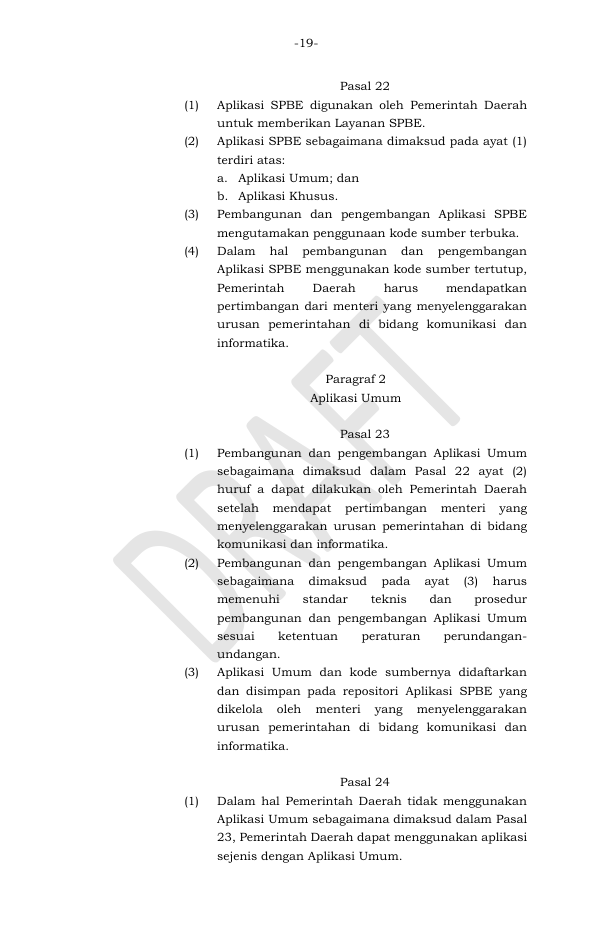 -19-
Pasal 22
(1) Aplikasi SPBE digunakan oleh Pemerintah Daerah
untuk memberikan Layanan SPBE.
(2) Aplikasi SPBE sebagaimana dimaksud pada ayat (1)
terdiri atas:
a. Aplikasi Umum; dan
b. Aplikasi Khusus.
(3) Pembangunan dan pengembangan Aplikasi SPBE
mengutamakan penggunaan kode sumber terbuka.
(4) Dalam hal pembangunan dan pengembangan
Aplikasi SPBE menggunakan kode sumber tertutup,
Pemerintah Daerah harus mendapatkan
pertimbangan dari menteri yang menyelenggarakan
urusan pemerintahan di bidang komunikasi dan
informatika.
Paragraf 2
Aplikasi Umum
Pasal 23
(1) Pembangunan dan pengembangan Aplikasi Umum
sebagaimana dimaksud dalam Pasal 22 ayat (2)
huruf a dapat dilakukan oleh Pemerintah Daerah
setelah mendapat pertimbangan menteri yang
menyelenggarakan urusan pemerintahan di bidang
komunikasi dan informatika.
(2) Pembangunan dan pengembangan Aplikasi Umum
sebagaimana dimaksud pada ayat (3) harus
memenuhi standar teknis dan prosedur
pembangunan dan pengembangan Aplikasi Umum
sesuai ketentuan peraturan perundangan-
undangan.
(3) Aplikasi Umum dan kode sumbernya didaftarkan
dan disimpan pada repositori Aplikasi SPBE yang
dikelola oleh menteri yang menyelenggarakan
urusan pemerintahan di bidang komunikasi dan
informatika.
Pasal 24
(1) Dalam hal Pemerintah Daerah tidak menggunakan
Aplikasi Umum sebagaimana dimaksud dalam Pasal
23, Pemerintah Daerah dapat menggunakan aplikasi
sejenis dengan Aplikasi Umum.
DRAFT